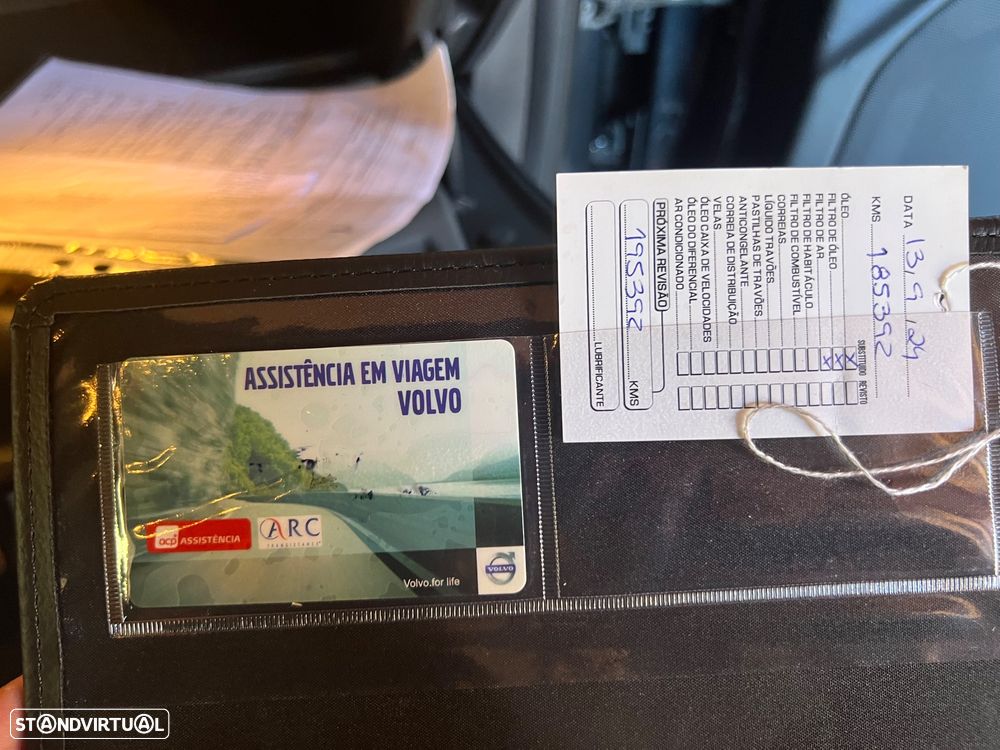 ASSISTÊNCIA EM VIAGEM
VOLVO
ocp ASSISTÊNCIA
ARC
TRANSISTANCE
Volvo.for life
VOLVO
DATA 13/9/24
KMS 185392
SUBSTITUIDO REVISTO
ÓLEO X
FILTRO DE ÓLEO X
FILTRO DE AR X
FILTRO DE HABITÁCULO
FILTRO DE COMBUSTÍVEL
CORREIAS
LÍQUIDO TRAVÕES
PASTILHAS DE TRAVÕES
ANTICONGELANTE
CORREIA DE DISTRIBUIÇÃO
VELAS
ÓLEO CAIXA DE VELOCIDADES
ÓLEO DO DIFERENCIAL
AR CONDICIONADO
PRÓXIMA REVISÃO
195392 KMS
LUBRIFICANTE
STANDVIRTUAL